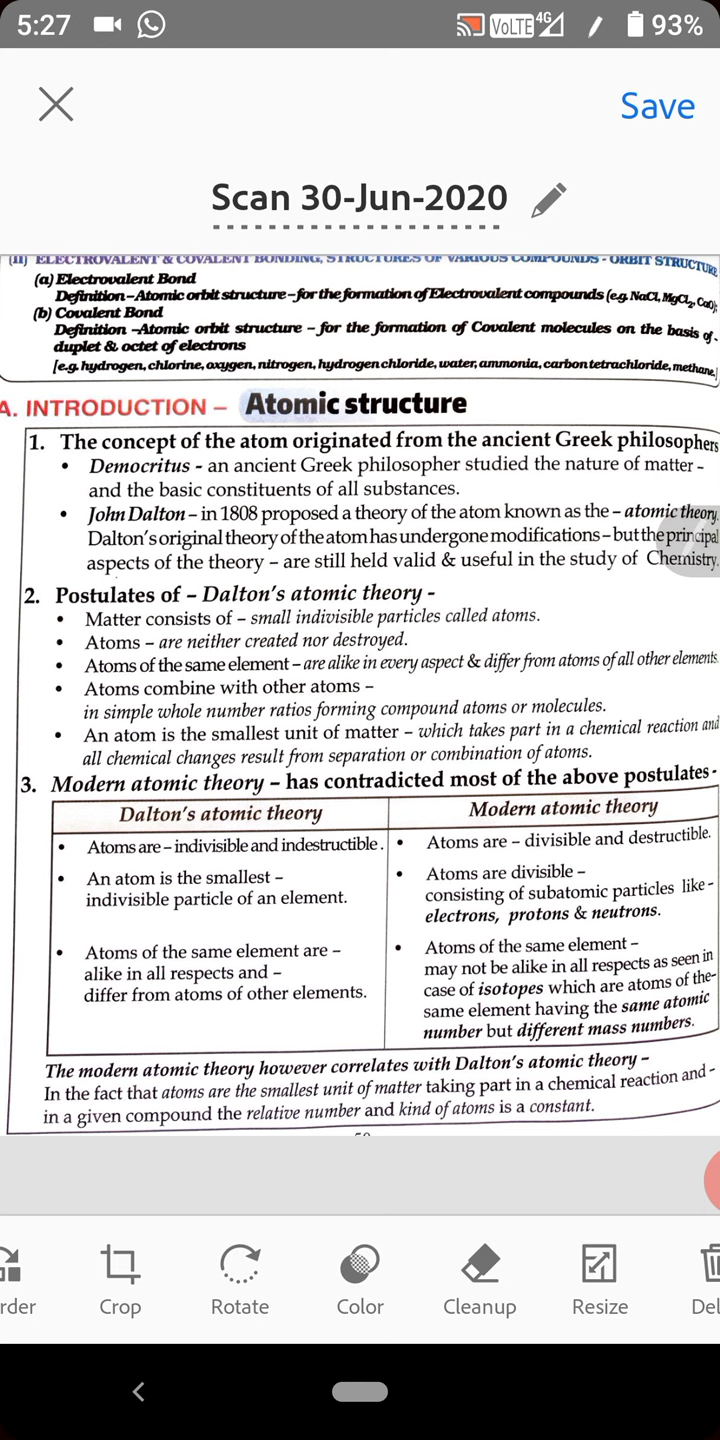 5:27 VoLTE 4G 93%
Save
Scan 30-Jun-2020
(II) ELECTROVALENT & COVALENT BONDING, STRUCTURES OF VARIOUS COMPOUNDS - ORBIT STRUCTURE
(a) Electrovalent Bond
Definition – Atomic orbit structure – for the formation of Electrovalent compounds (e.g. NaCl, MgCl₂, CaO);
(b) Covalent Bond
Definition – Atomic orbit structure – for the formation of Covalent molecules on the basis of -
duplet & octet of electrons
[e.g. hydrogen, chlorine, oxygen, nitrogen, hydrogen chloride, water, ammonia, carbon tetrachloride, methane]
A. INTRODUCTION – Atomic structure
1. The concept of the atom originated from the ancient Greek philosophers
• Democritus - an ancient Greek philosopher studied the nature of matter –
and the basic constituents of all substances.
• John Dalton – in 1808 proposed a theory of the atom known as the – atomic theory.
Dalton's original theory of the atom has undergone modifications – but the principal
aspects of the theory – are still held valid & useful in the study of Chemistry.
2. Postulates of – Dalton's atomic theory -
• Matter consists of – small indivisible particles called atoms.
• Atoms – are neither created nor destroyed.
• Atoms of the same element – are alike in every aspect & differ from atoms of all other elements.
• Atoms combine with other atoms –
in simple whole number ratios forming compound atoms or molecules.
• An atom is the smallest unit of matter – which takes part in a chemical reaction and
all chemical changes result from separation or combination of atoms.
3. Modern atomic theory – has contradicted most of the above postulates -
Dalton's atomic theory
• Atoms are – indivisible and indestructible.
• An atom is the smallest –
indivisible particle of an element.
• Atoms of the same element are –
alike in all respects and –
differ from atoms of other elements.
Modern atomic theory
• Atoms are – divisible and destructible.
• Atoms are divisible –
consisting of subatomic particles like –
electrons, protons & neutrons.
• Atoms of the same element –
may not be alike in all respects as seen in
case of isotopes which are atoms of the-
same element having the same atomic
number but different mass numbers.
The modern atomic theory however correlates with Dalton's atomic theory –
In the fact that atoms are the smallest unit of matter taking part in a chemical reaction and -
in a given compound the relative number and kind of atoms is a constant.
rder Crop Rotate Color Cleanup Resize Del